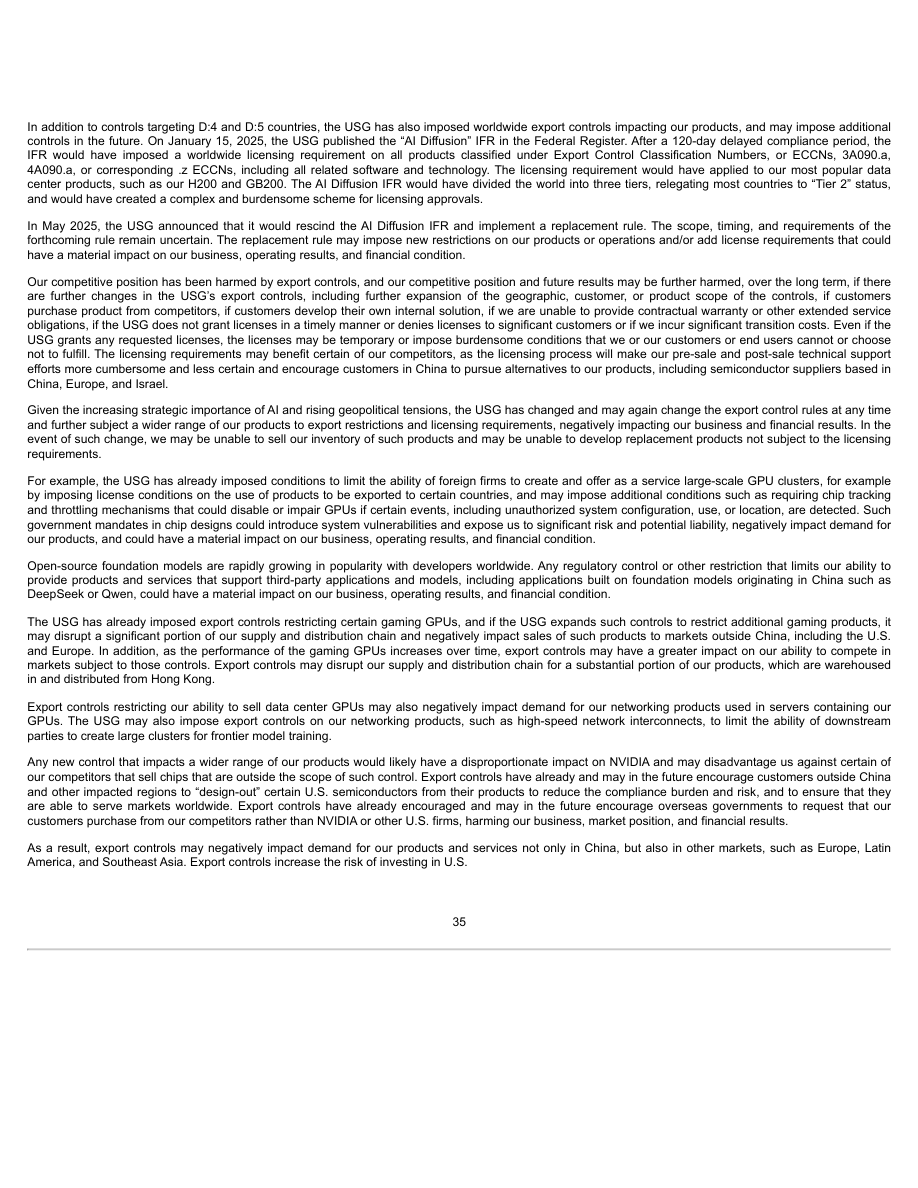 In addition to controls targeting D:4 and D:5 countries, the USG has also imposed worldwide export controls impacting our products, and may impose additional
controls in the future. On January 15, 2025, the USG published the “AI Diffusion” IFR in the Federal Register. After a 120-day delayed compliance period, the
IFR would have imposed a worldwide licensing requirement on all products classified under Export Control Classification Numbers, or ECCNs, 3A090.a,
4A090.a, or corresponding .z ECCNs, including all related software and technology. The licensing requirement would have applied to our most popular data
center products, such as our H200 and GB200. The AI Diffusion IFR would have divided the world into three tiers, relegating most countries to “Tier 2” status,
and would have created a complex and burdensome scheme for licensing approvals.
In May 2025, the USG announced that it would rescind the AI Diffusion IFR and implement a replacement rule. The scope, timing, and requirements of the
forthcoming rule remain uncertain. The replacement rule may impose new restrictions on our products or operations and/or add license requirements that could
have a material impact on our business, operating results, and financial condition.
Our competitive position has been harmed by export controls, and our competitive position and future results may be further harmed, over the long term, if there
are further changes in the USG’s export controls, including further expansion of the geographic, customer, or product scope of the controls, if customers
purchase product from competitors, if customers develop their own internal solution, if we are unable to provide contractual warranty or other extended service
obligations, if the USG does not grant licenses in a timely manner or denies licenses to significant customers or if we incur significant transition costs. Even if the
USG grants any requested licenses, the licenses may be temporary or impose burdensome conditions that we or our customers or end users cannot or choose
not to fulfill. The licensing requirements may benefit certain of our competitors, as the licensing process will make our pre-sale and post-sale technical support
efforts more cumbersome and less certain and encourage customers in China to pursue alternatives to our products, including semiconductor suppliers based in
China, Europe, and Israel.
Given the increasing strategic importance of AI and rising geopolitical tensions, the USG has changed and may again change the export control rules at any time
and further subject a wider range of our products to export restrictions and licensing requirements, negatively impacting our business and financial results. In the
event of such change, we may be unable to sell our inventory of such products and may be unable to develop replacement products not subject to the licensing
requirements.
For example, the USG has already imposed conditions to limit the ability of foreign firms to create and offer as a service large-scale GPU clusters, for example
by imposing license conditions on the use of products to be exported to certain countries, and may impose additional conditions such as requiring chip tracking
and throttling mechanisms that could disable or impair GPUs if certain events, including unauthorized system configuration, use, or location, are detected. Such
government mandates in chip designs could introduce system vulnerabilities and expose us to significant risk and potential liability, negatively impact demand for
our products, and could have a material impact on our business, operating results, and financial condition.
Open-source foundation models are rapidly growing in popularity with developers worldwide. Any regulatory control or other restriction that limits our ability to
provide products and services that support third-party applications and models, including applications built on foundation models originating in China such as
DeepSeek or Qwen, could have a material impact on our business, operating results, and financial condition.
The USG has already imposed export controls restricting certain gaming GPUs, and if the USG expands such controls to restrict additional gaming products, it
may disrupt a significant portion of our supply and distribution chain and negatively impact sales of such products to markets outside China, including the U.S.
and Europe. In addition, as the performance of the gaming GPUs increases over time, export controls may have a greater impact on our ability to compete in
markets subject to those controls. Export controls may disrupt our supply and distribution chain for a substantial portion of our products, which are warehoused
in and distributed from Hong Kong.
Export controls restricting our ability to sell data center GPUs may also negatively impact demand for our networking products used in servers containing our
GPUs. The USG may also impose export controls on our networking products, such as high-speed network interconnects, to limit the ability of downstream
parties to create large clusters for frontier model training.
Any new control that impacts a wider range of our products would likely have a disproportionate impact on NVIDIA and may disadvantage us against certain of
our competitors that sell chips that are outside the scope of such control. Export controls have already and may in the future encourage customers outside China
and other impacted regions to “design-out” certain U.S. semiconductors from their products to reduce the compliance burden and risk, and to ensure that they
are able to serve markets worldwide. Export controls have already encouraged and may in the future encourage overseas governments to request that our
customers purchase from our competitors rather than NVIDIA or other U.S. firms, harming our business, market position, and financial results.
As a result, export controls may negatively impact demand for our products and services not only in China, but also in other markets, such as Europe, Latin
America, and Southeast Asia. Export controls increase the risk of investing in U.S.
35